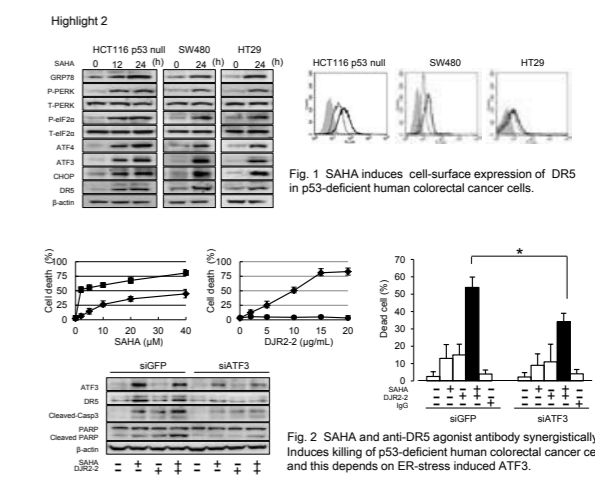 Highlight 2
HCT116 p53 null SW480 HT29
SAHA 0 12 24 (h) 0 24 (h) 0 24 (h)
GRP78
P-PERK
T-PERK
P-eIF2α
T-eIF2α
ATF4
ATF3
CHOP
DR5
β-actin
HCT116 p53 null SW480 HT29
Fig. 1 SAHA induces cell-surface expression of DR5
in p53-deficient human colorectal cancer cells.
Cell death (%)
100
75
50
25
0
0 10 20 30 40
SAHA (μM)
Cell death (%)
100
75
50
25
0
0 5 10 15 20
DJR2-2 (μg/mL)
siGFP siATF3
ATF3
DR5
Cleaved-Casp3
PARP
Cleaved PARP
β-actin
SAHA - + - + - + - +
DJR2-2 - - + + - - + +
Dead cell (%)
70
60
50
40
30
20
10
0
*
SAHA
DJR2-2
IgG
siGFP siATF3
Fig. 2 SAHA and anti-DR5 agonist antibody synergistically
Induces killing of p53-deficient human colorectal cancer ce
and this depends on ER-stress induced ATF3.